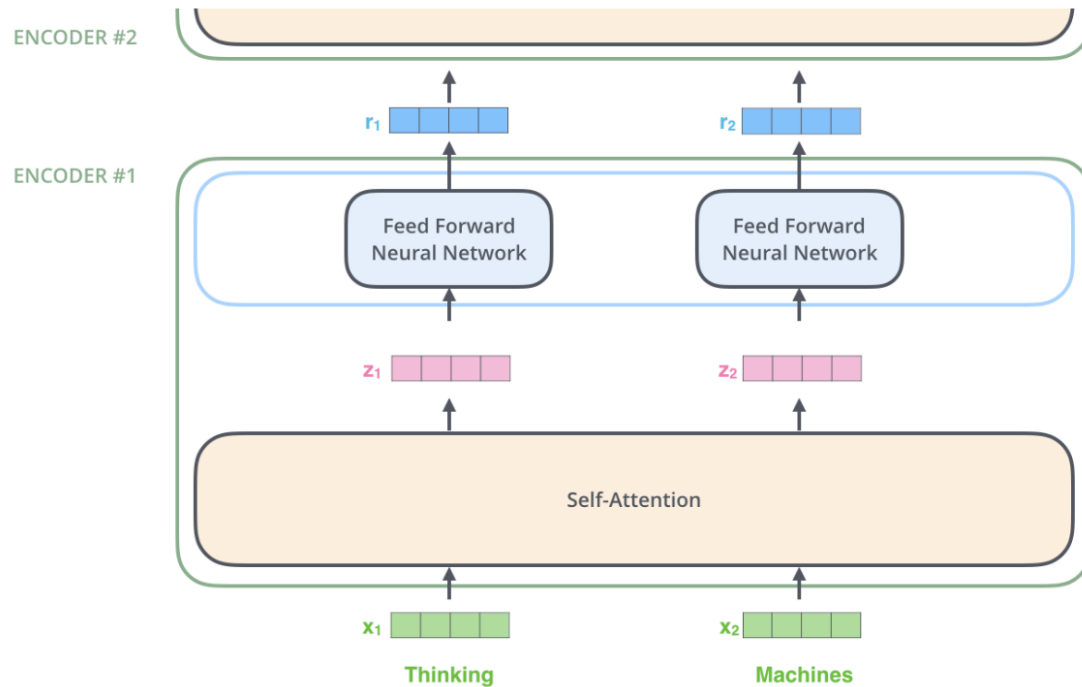 ENCODER #2
r₁
r₂
ENCODER #1
Feed Forward
Neural Network
Feed Forward
Neural Network
z₁
z₂
Self-Attention
x₁
x₂
Thinking
Machines